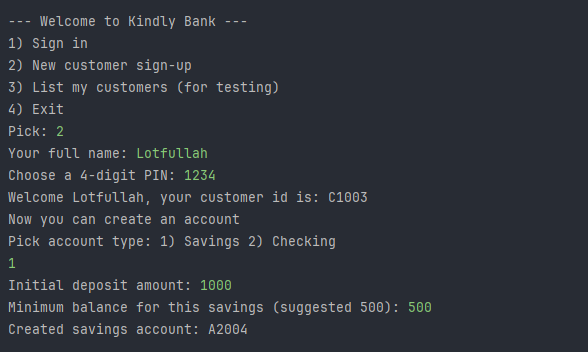 --- Welcome to Kindly Bank ---
1) Sign in
2) New customer sign-up
3) List my customers (for testing)
4) Exit
Pick: 2
Your full name: Lotfullah
Choose a 4-digit PIN: 1234
Welcome Lotfullah, your customer id is: C1003
Now you can create an account
Pick account type: 1) Savings 2) Checking
1
Initial deposit amount: 1000
Minimum balance for this savings (suggested 500): 500
Created savings account: A2004